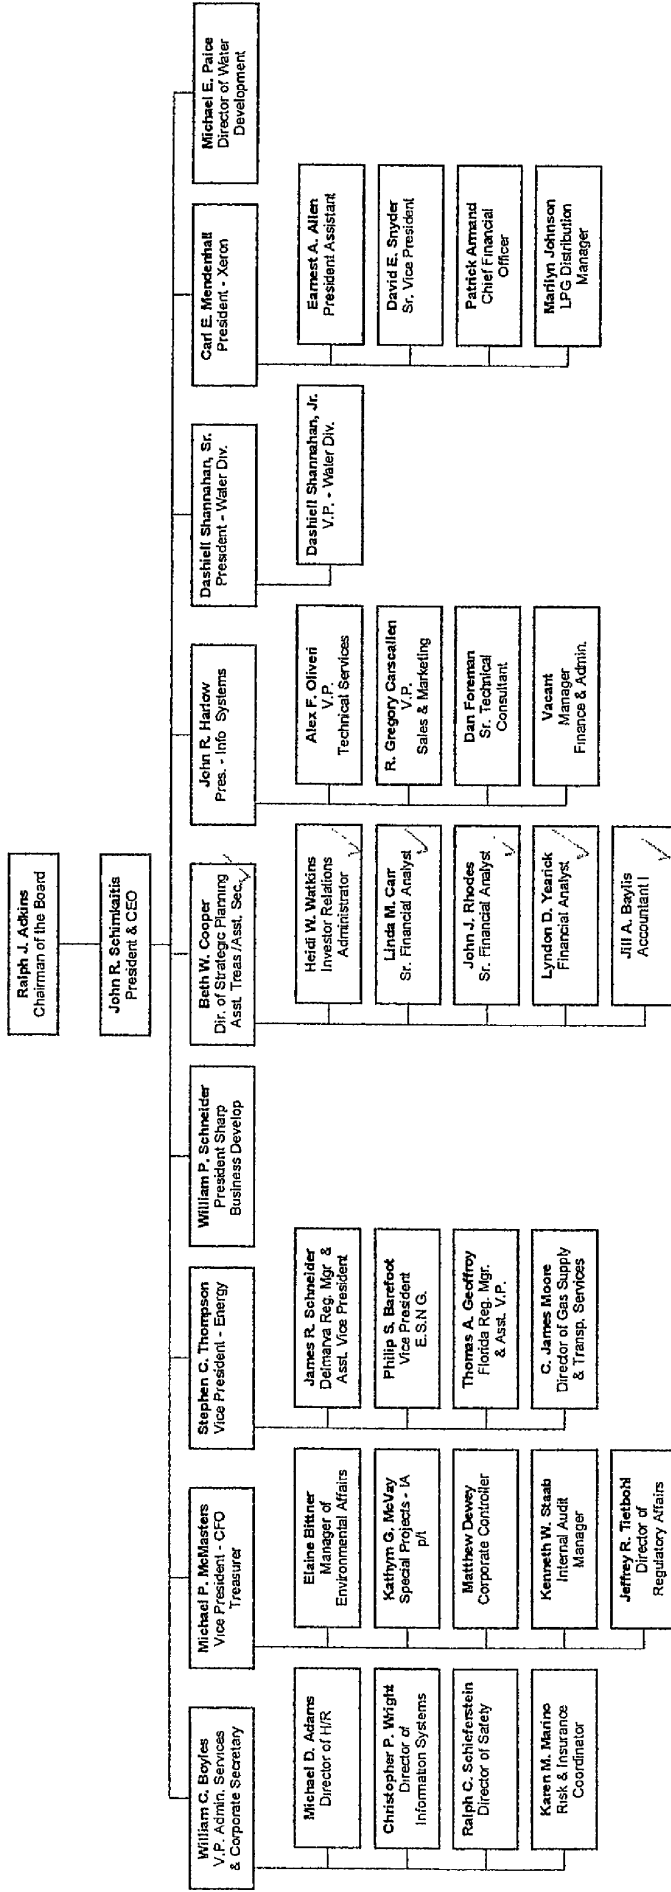 Ralph J. Adkins
Chairman of the Board
John R. Schimkaitis
President & CEO
William C. Boyles
V.P. Admin. Services
& Corporate Secretary
Michael P. McMasters
Vice President - CFO
Treasurer
Stephen C. Thompson
Vice President - Energy
William P. Schneider
President Sharp
Business Develop
Beth W. Cooper
Dir. of Strategic Planning
Asst. Treas /Asst. Sec.
John R. Harlow
Pres. - Info Systems
Dashiell Shannahan, Sr.
President - Water Div.
Carl E. Mendenhall
President - Xeron
Michael E. Paice
Director of Water
Development
Michael D. Adams
Director of H/R
Christopher P. Wright
Director of
Information Systems
Ralph C. Schieferstein
Director of Safety
Karen M. Marino
Risk & Insurance
Coordinator
Elaine Bittner
Manager of
Environmental Affairs
Kathym G. McVay
Special Projects - IA
p/t
Matthew Dewey
Corporate Controller
Kenneth W. Staab
Internal Audit
Manager
Jeffrey R. Tietbohl
Director of
Regulatory Affairs
James R. Schneider
Delmarva Reg. Mgr &
Asst. Vice President
Philip S. Barefoot
Vice President
E.S.N G.
Thomas A. Geoffroy
Florida Reg. Mgr.
& Asst. V.P.
C. James Moore
Director of Gas Supply
& Transp. Services
Heidi W. Watkins
Investor Relations
Administrator
Linda M. Carr
Sr. Financial Analyst
John J. Rhodes
Sr. Financial Analyst
Lyndon D. Yearick
Financial Analyst
Jill A. Baylis
Accountant I
Alex F. Oliveri
V.P.
Technical Services
R. Gregory Carscallen
V.P.
Sales & Marketing
Dan Foreman
Sr. Technical
Consultant
Vacant
Manager
Finance & Admin.
Dashiell Shannahan, Jr.
V.P. - Water Div.
Earnest A. Allen
President Assistant
David E. Snyder
Sr. Vice President
Patrick Armand
Chief Financial
Officer
Marilyn Johnson
LPG Distribution
Manager